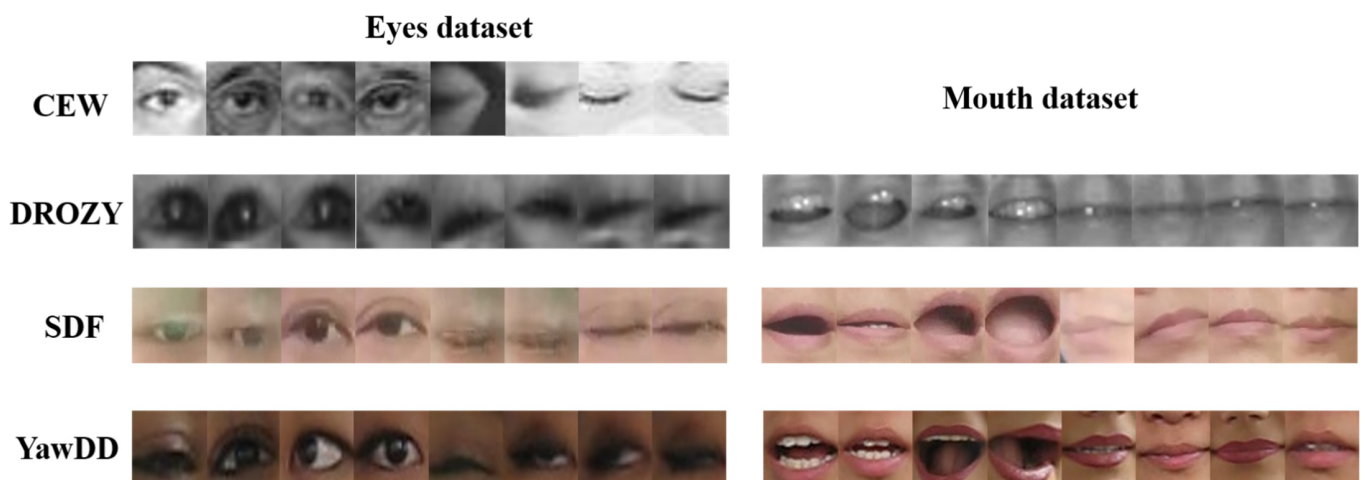 Eyes dataset
CEW
Mouth dataset
DROZY
SDF
YawDD